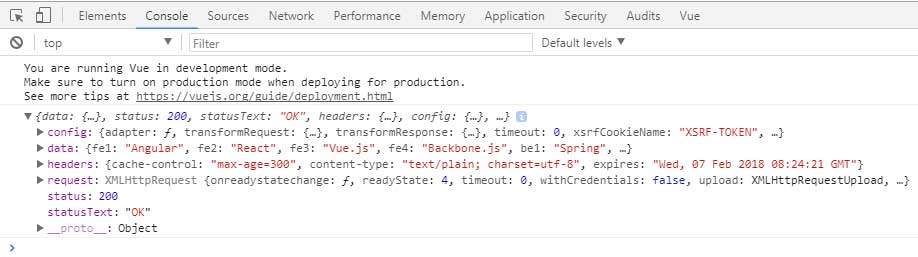 Elements Console Sources Network Performance Memory Application Security Audits Vue
top Filter Default levels
You are running Vue in development mode.
Make sure to turn on production mode when deploying for production.
See more tips at https://vuejs.org/guide/deployment.html
{data: {…}, status: 200, statusText: "OK", headers: {…}, config: {…}, …}
config: {adapter: ƒ, transformRequest: {…}, transformResponse: {…}, timeout: 0, xsrfCookieName: "XSRF-TOKEN", …}
data: {fe1: "Angular", fe2: "React", fe3: "Vue.js", fe4: "Backbone.js", be1: "Spring", …}
headers: {cache-control: "max-age=300", content-type: "text/plain; charset=utf-8", expires: "Wed, 07 Feb 2018 08:24:21 GMT"}
request: XMLHttpRequest {onreadystatechange: ƒ, readyState: 4, timeout: 0, withCredentials: false, upload: XMLHttpRequestUpload, …}
status: 200
statusText: "OK"
__proto__: Object